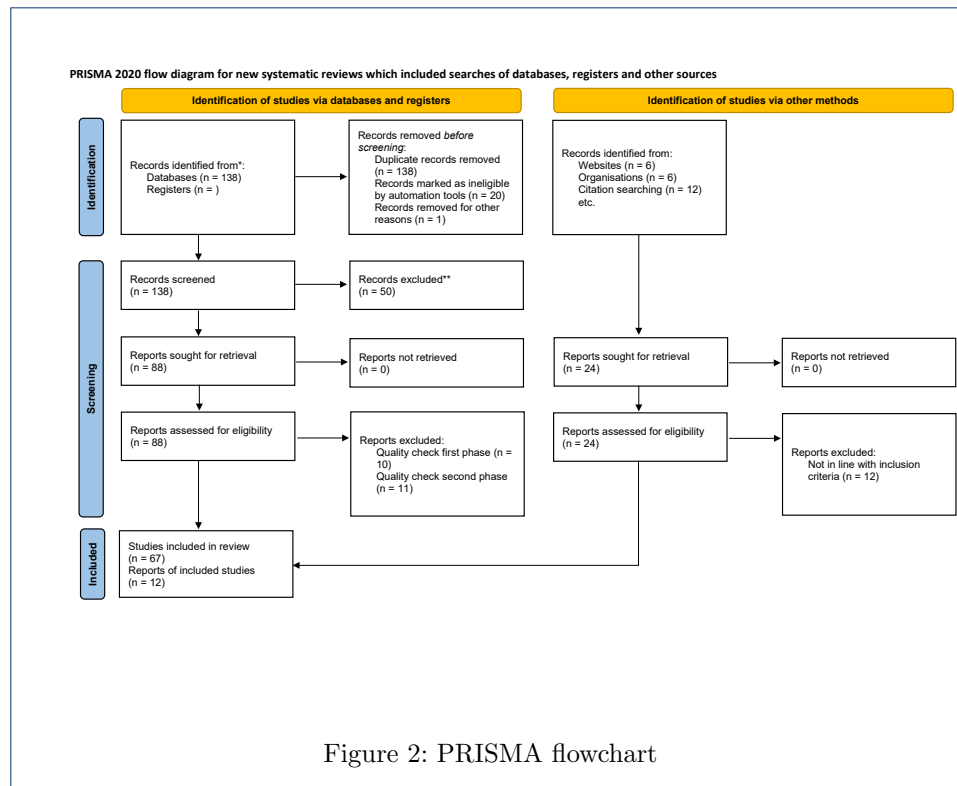 PRISMA 2020 flow diagram for new systematic reviews which included searches of databases, registers and other sources
Identification of studies via databases and registers
Identification of studies via other methods
Identification
Records identified from*:
Databases (n = 138)
Registers (n = )
Records removed before
screening:
Duplicate records removed
(n = 138)
Records marked as ineligible
by automation tools (n = 20)
Records removed for other
reasons (n = 1)
Records identified from:
Websites (n = 6)
Organisations (n = 6)
Citation searching (n = 12)
etc.
Screening
Records screened
(n = 138)
Records excluded**
(n = 50)
Reports sought for retrieval
(n = 88)
Reports not retrieved
(n = 0)
Reports sought for retrieval
(n = 24)
Reports not retrieved
(n = 0)
Reports assessed for eligibility
(n = 88)
Reports excluded:
Quality check first phase (n =
10)
Quality check second phase
(n = 11)
Reports assessed for eligibility
(n = 24)
Reports excluded:
Not in line with inclusion
criteria (n = 12)
Included
Studies included in review
(n = 67)
Reports of included studies
(n = 12)
Figure 2: PRISMA flowchart